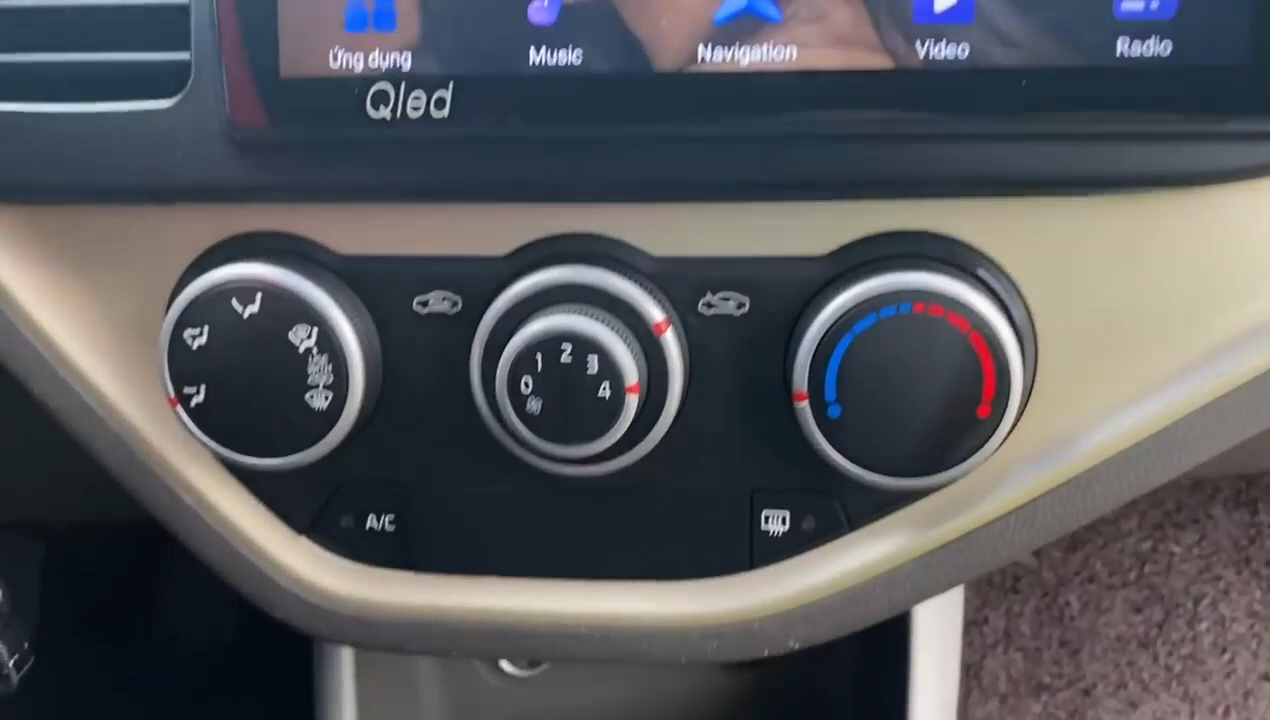 Ứng dụng
Music
Navigation
Video
Radio
Qled
0 1 2 3 4
A/C